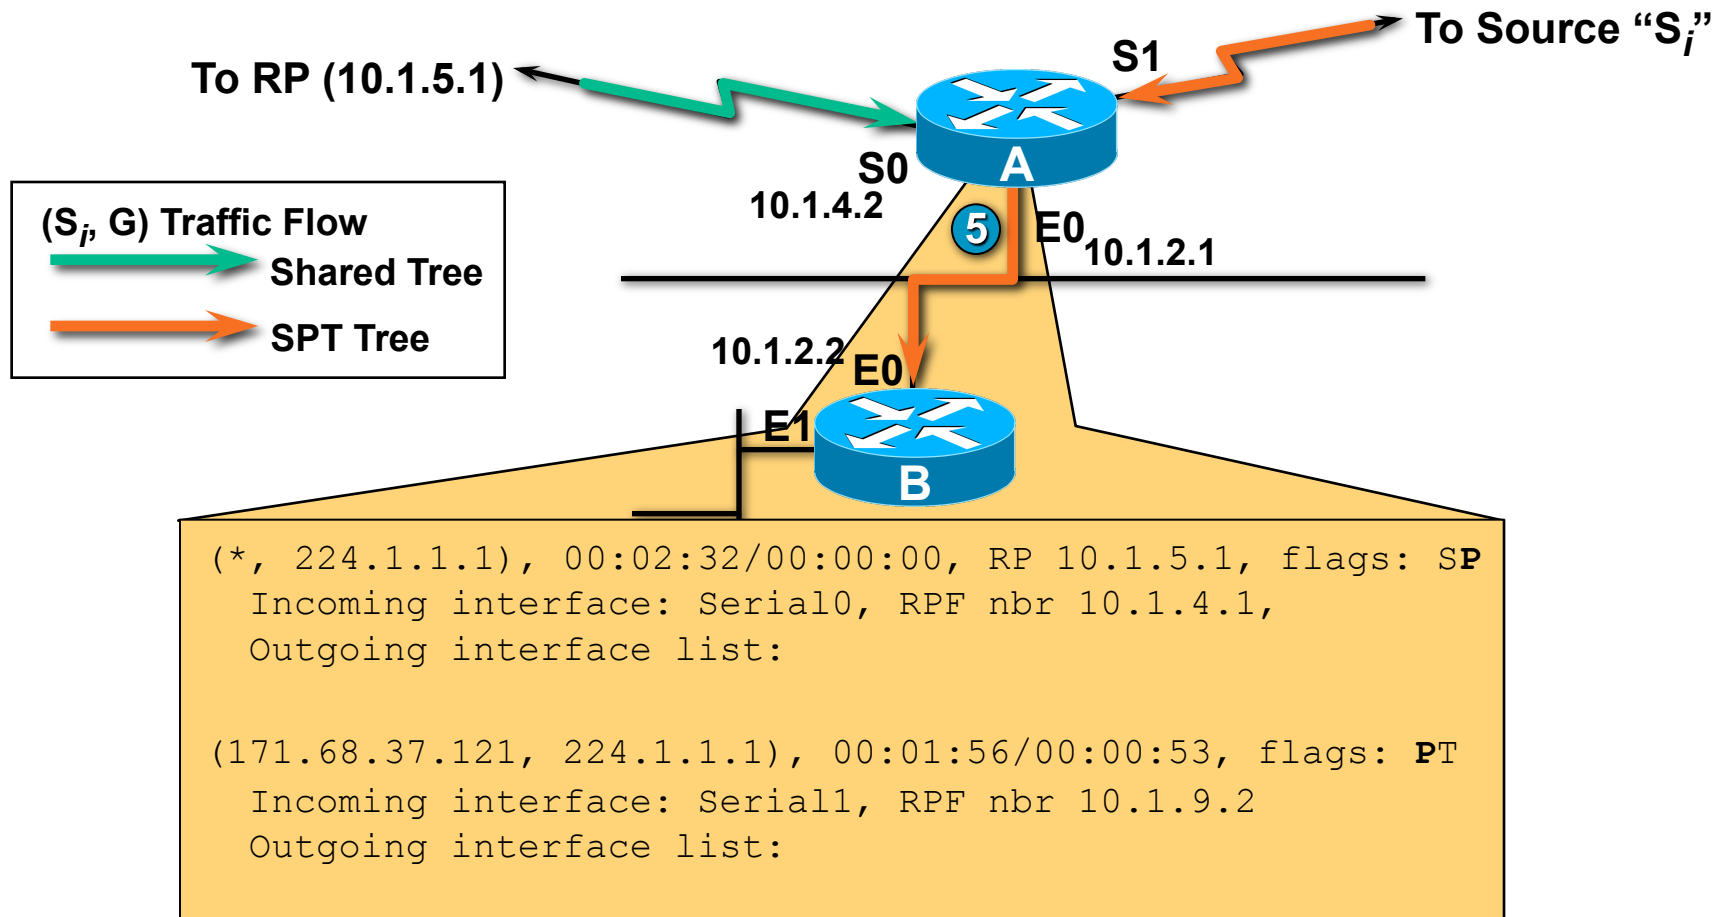 To Source “Si”
S1
To RP (10.1.5.1)
A
S0
10.1.4.2
5
E0
10.1.2.1
(Si, G) Traffic Flow
Shared Tree
SPT Tree
10.1.2.2
E0
E1
B
(*, 224.1.1.1), 00:02:32/00:00:00, RP 10.1.5.1, flags: SP
Incoming interface: Serial0, RPF nbr 10.1.4.1,
Outgoing interface list:
(171.68.37.121, 224.1.1.1), 00:01:56/00:00:53, flags: PT
Incoming interface: Serial1, RPF nbr 10.1.9.2
Outgoing interface list: